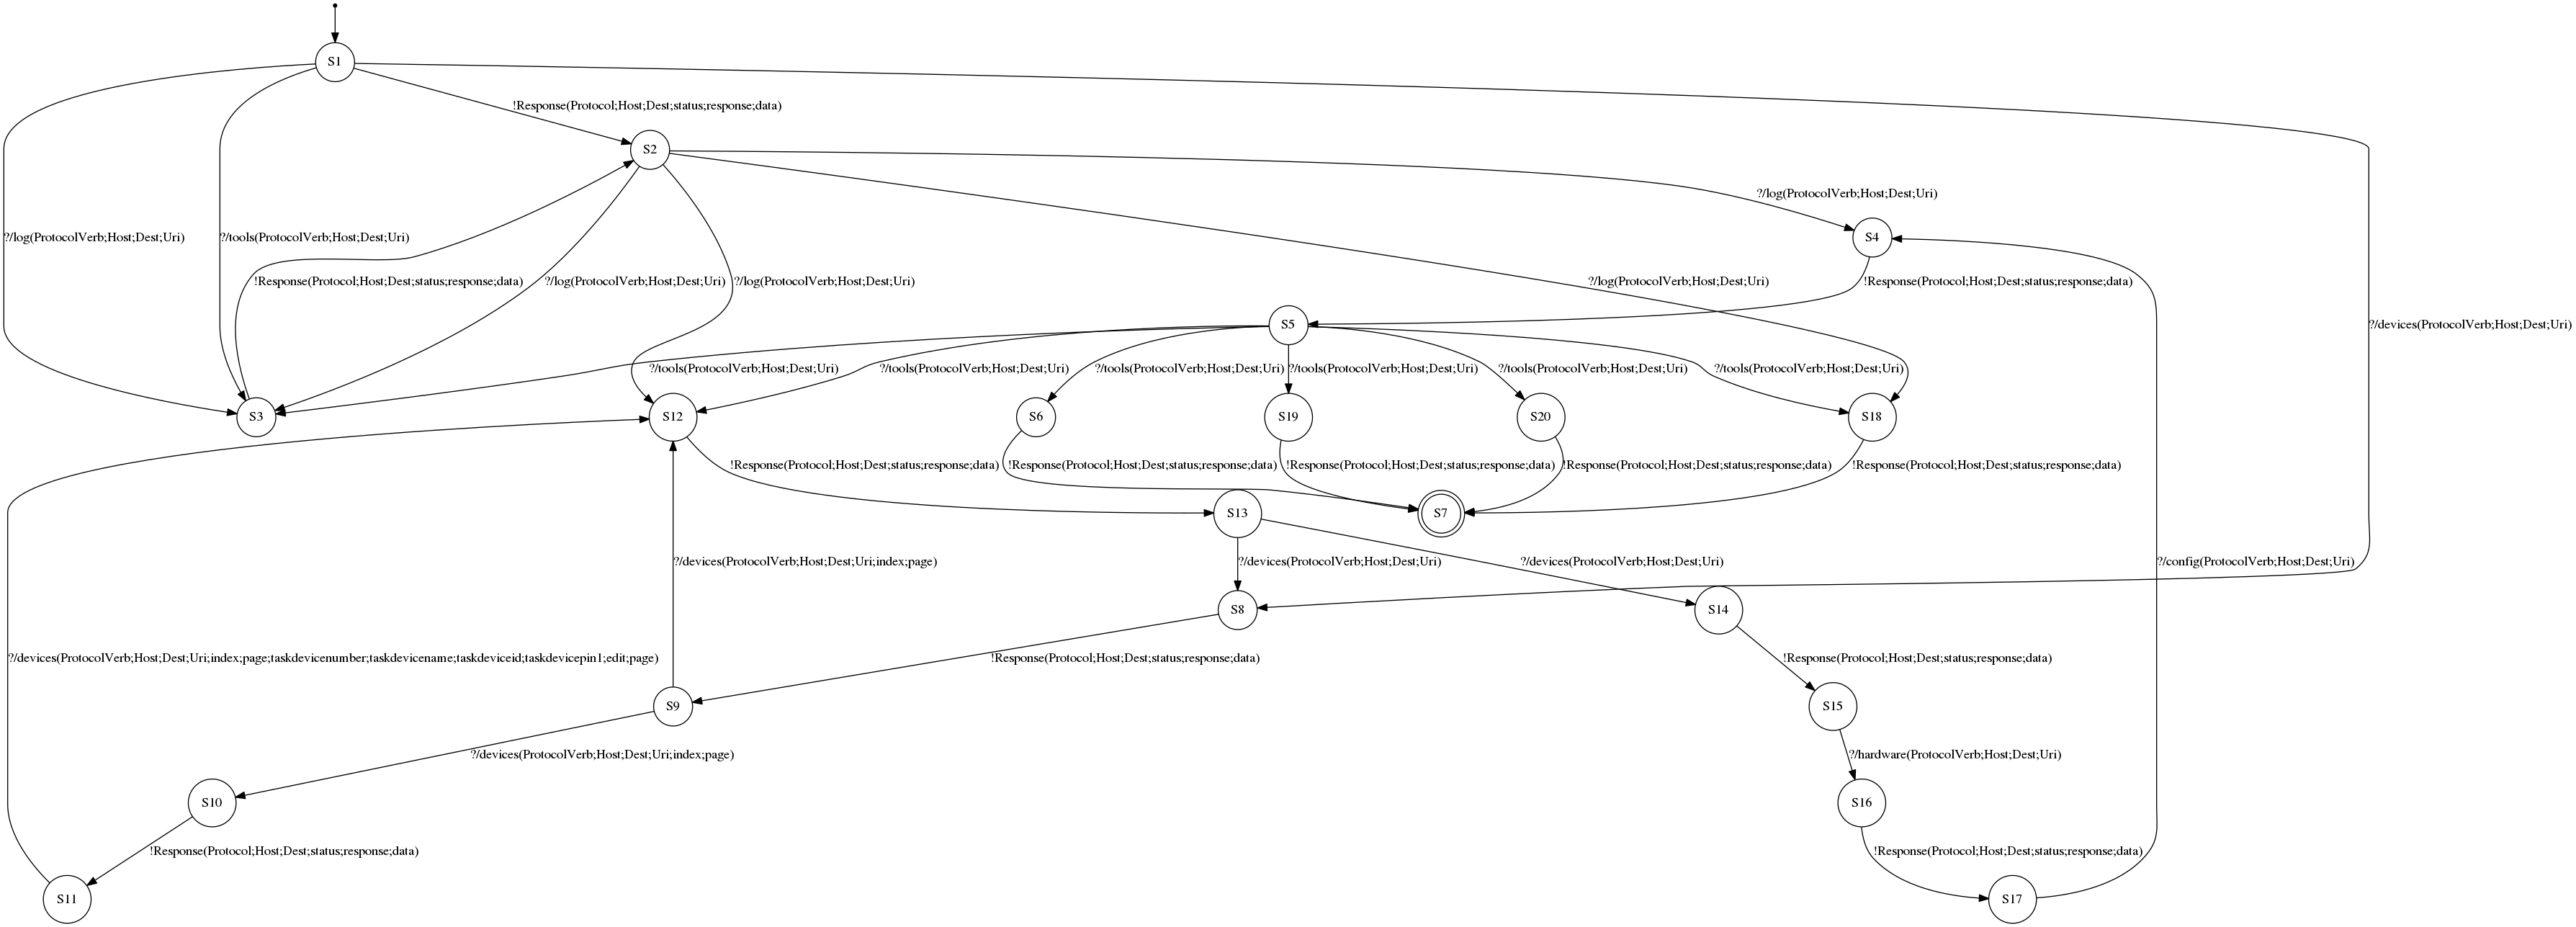 S1
!Response(Protocol;Host;Dest;status;response;data)
S2
?/log(ProtocolVerb;Host;Dest;Uri)
?/log(ProtocolVerb;Host;Dest;Uri)
?/tools(ProtocolVerb;Host;Dest;Uri)
S4
!Response(Protocol;Host;Dest;status;response;data)
?/log(ProtocolVerb;Host;Dest;Uri)
?/log(ProtocolVerb;Host;Dest;Uri)
?/log(ProtocolVerb;Host;Dest;Uri)
!Response(Protocol;Host;Dest;status;response;data)
S5
?/devices(ProtocolVerb;Host;Dest;Uri)
?/tools(ProtocolVerb;Host;Dest;Uri)
?/tools(ProtocolVerb;Host;Dest;Uri)
?/tools(ProtocolVerb;Host;Dest;Uri)
?/tools(ProtocolVerb;Host;Dest;Uri)
?/tools(ProtocolVerb;Host;Dest;Uri)
?/tools(ProtocolVerb;Host;Dest;Uri)
S3
S12
S6
S19
S20
S18
!Response(Protocol;Host;Dest;status;response;data)
!Response(Protocol;Host;Dest;status;response;data)
!Response(Protocol;Host;Dest;status;response;data)
!Response(Protocol;Host;Dest;status;response;data)
!Response(Protocol;Host;Dest;status;response;data)
S13
S7
?/devices(ProtocolVerb;Host;Dest;Uri;index;page)
?/devices(ProtocolVerb;Host;Dest;Uri)
?/devices(ProtocolVerb;Host;Dest;Uri)
?/config(ProtocolVerb;Host;Dest;Uri)
S8
S14
?/devices(ProtocolVerb;Host;Dest;Uri;index;page;taskdevicenumber;taskdevicename;taskdeviceid;taskdevicepin1;edit;page)
!Response(Protocol;Host;Dest;status;response;data)
!Response(Protocol;Host;Dest;status;response;data)
S9
S15
?/devices(ProtocolVerb;Host;Dest;Uri;index;page)
?/hardware(ProtocolVerb;Host;Dest;Uri)
S10
S16
!Response(Protocol;Host;Dest;status;response;data)
!Response(Protocol;Host;Dest;status;response;data)
S11
S17